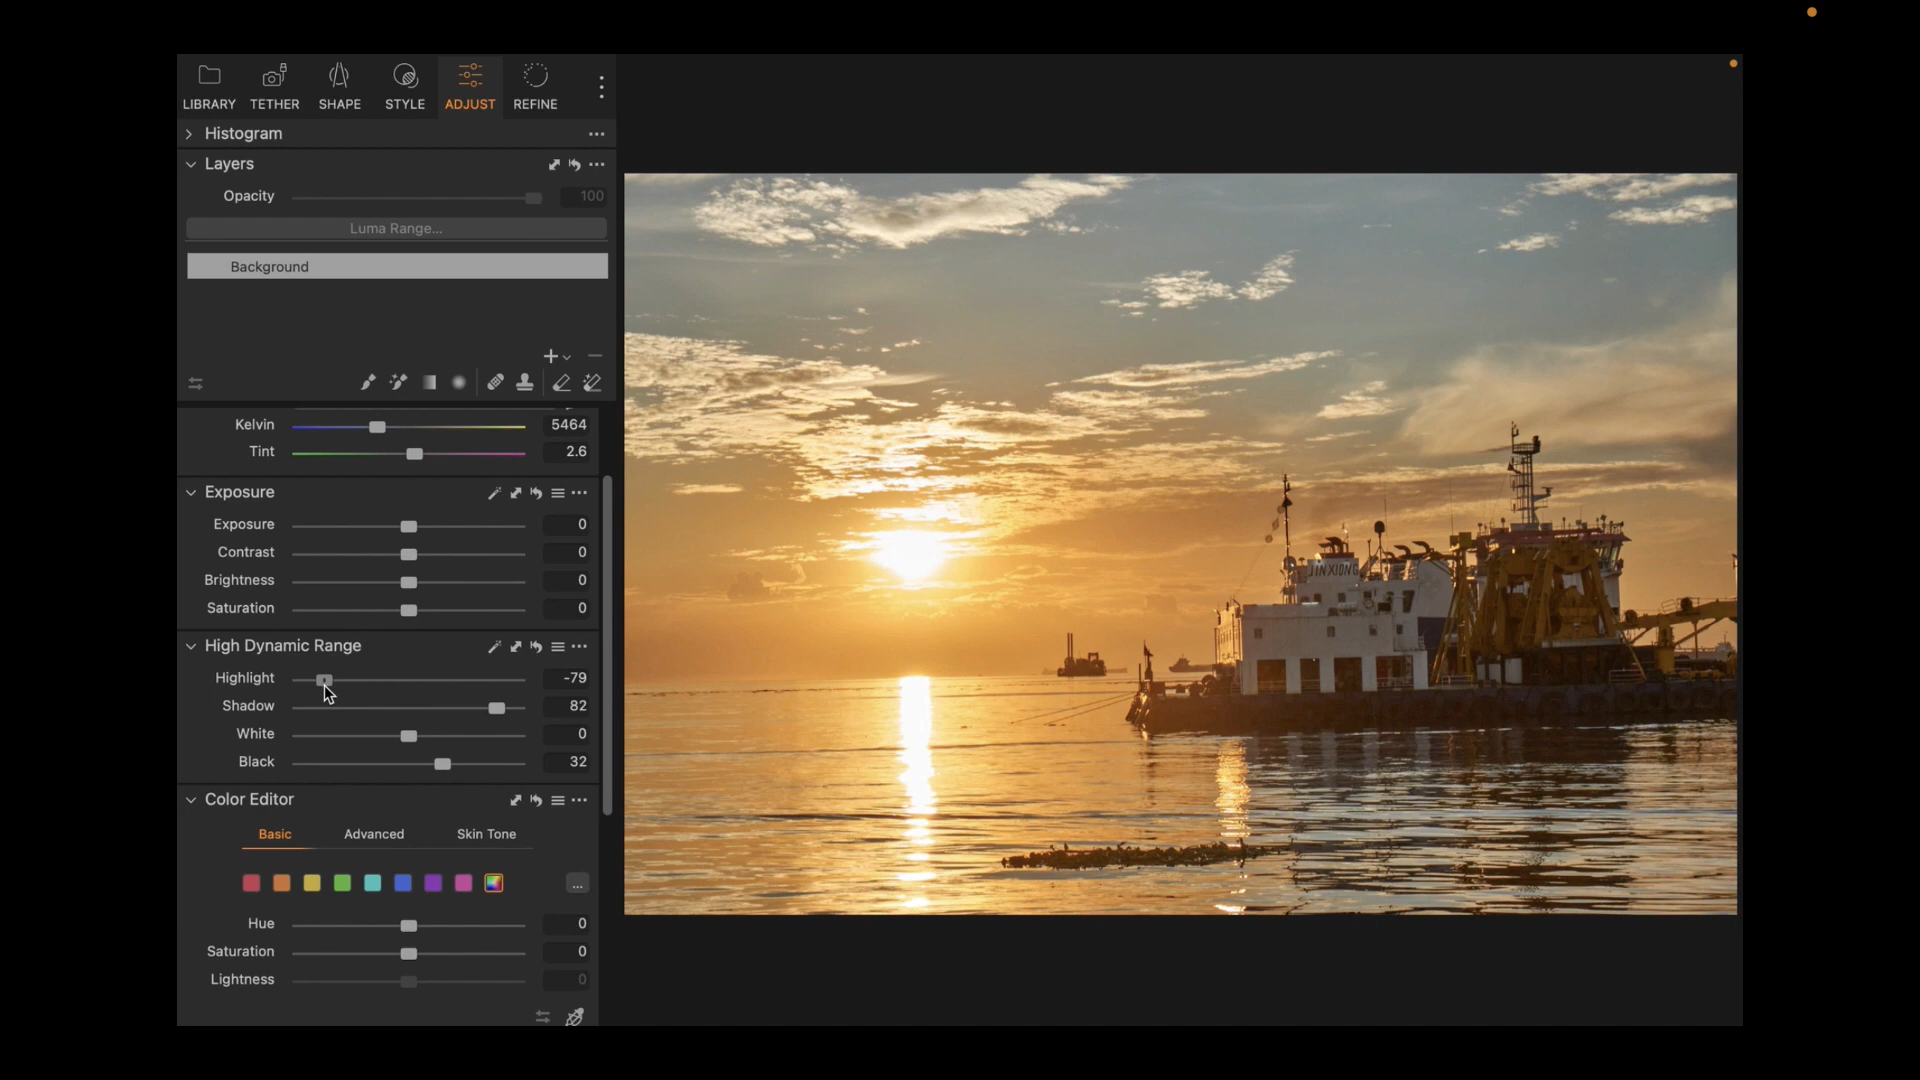 LIBRARY TETHER SHAPE STYLE ADJUST REFINE
Histogram
Layers
Opacity 100
Luma Range...
Background
Kelvin 5464
Tint 2.6
Exposure
Exposure 0
Contrast 0
Brightness 0
Saturation 0
High Dynamic Range
Highlight -79
Shadow 82
White 0
Black 32
Color Editor
Basic Advanced Skin Tone
...
Hue 0
Saturation 0
Lightness 0
JIN XIONG